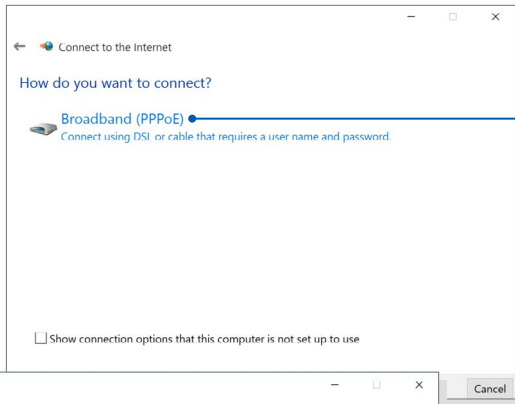 Connect to the Internet
How do you want to connect?
Broadband (PPPoE)
Connect using DSL or cable that requires a user name and password.
Show connection options that this computer is not set up to use
Cancel